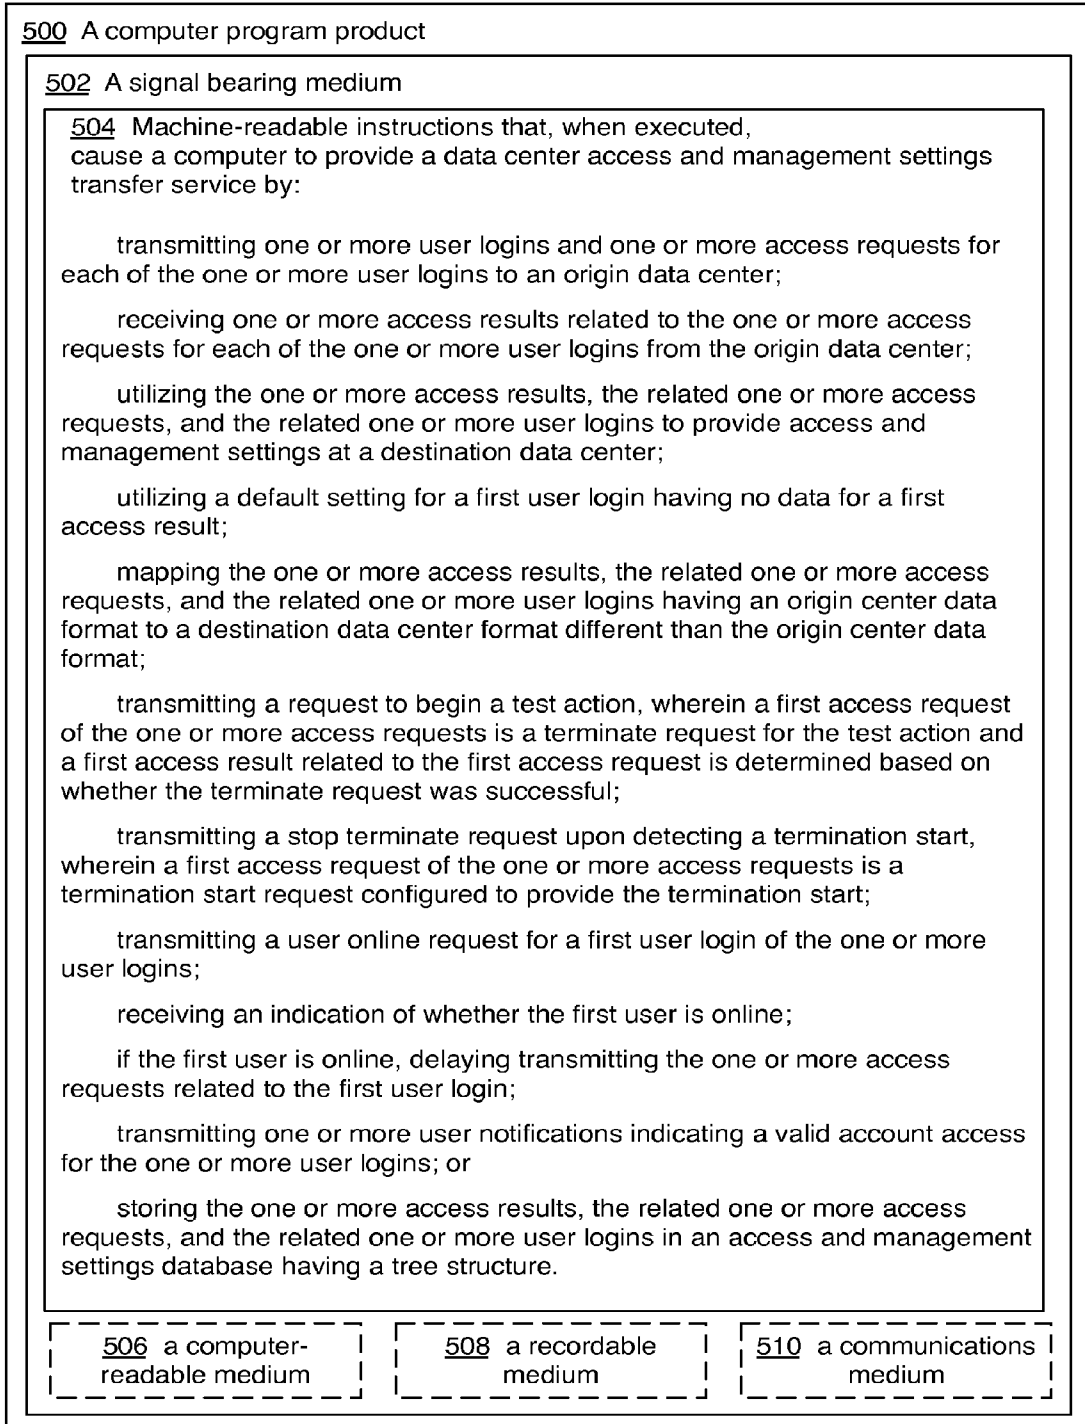 500 A computer program product
502 A signal bearing medium
504 Machine-readable instructions that, when executed,
cause a computer to provide a data center access and management settings
transfer service by:
transmitting one or more user logins and one or more access requests for
each of the one or more user logins to an origin data center;
receiving one or more access results related to the one or more access
requests for each of the one or more user logins from the origin data center;
utilizing the one or more access results, the related one or more access
requests, and the related one or more user logins to provide access and
management settings at a destination data center;
utilizing a default setting for a first user login having no data for a first
access result;
mapping the one or more access results, the related one or more access
requests, and the related one or more user logins having an origin center data
format to a destination data center format different than the origin center data
format;
transmitting a request to begin a test action, wherein a first access request
of the one or more access requests is a terminate request for the test action and
a first access result related to the first access request is determined based on
whether the terminate request was successful;
transmitting a stop terminate request upon detecting a termination start,
wherein a first access request of the one or more access requests is a
termination start request configured to provide the termination start;
transmitting a user online request for a first user login of the one or more
user logins;
receiving an indication of whether the first user is online;
if the first user is online, delaying transmitting the one or more access
requests related to the first user login;
transmitting one or more user notifications indicating a valid account access
for the one or more user logins; or
storing the one or more access results, the related one or more access
requests, and the related one or more user logins in an access and management
settings database having a tree structure.
506 a computer-
readable medium
508 a recordable
medium
510 a communications
medium